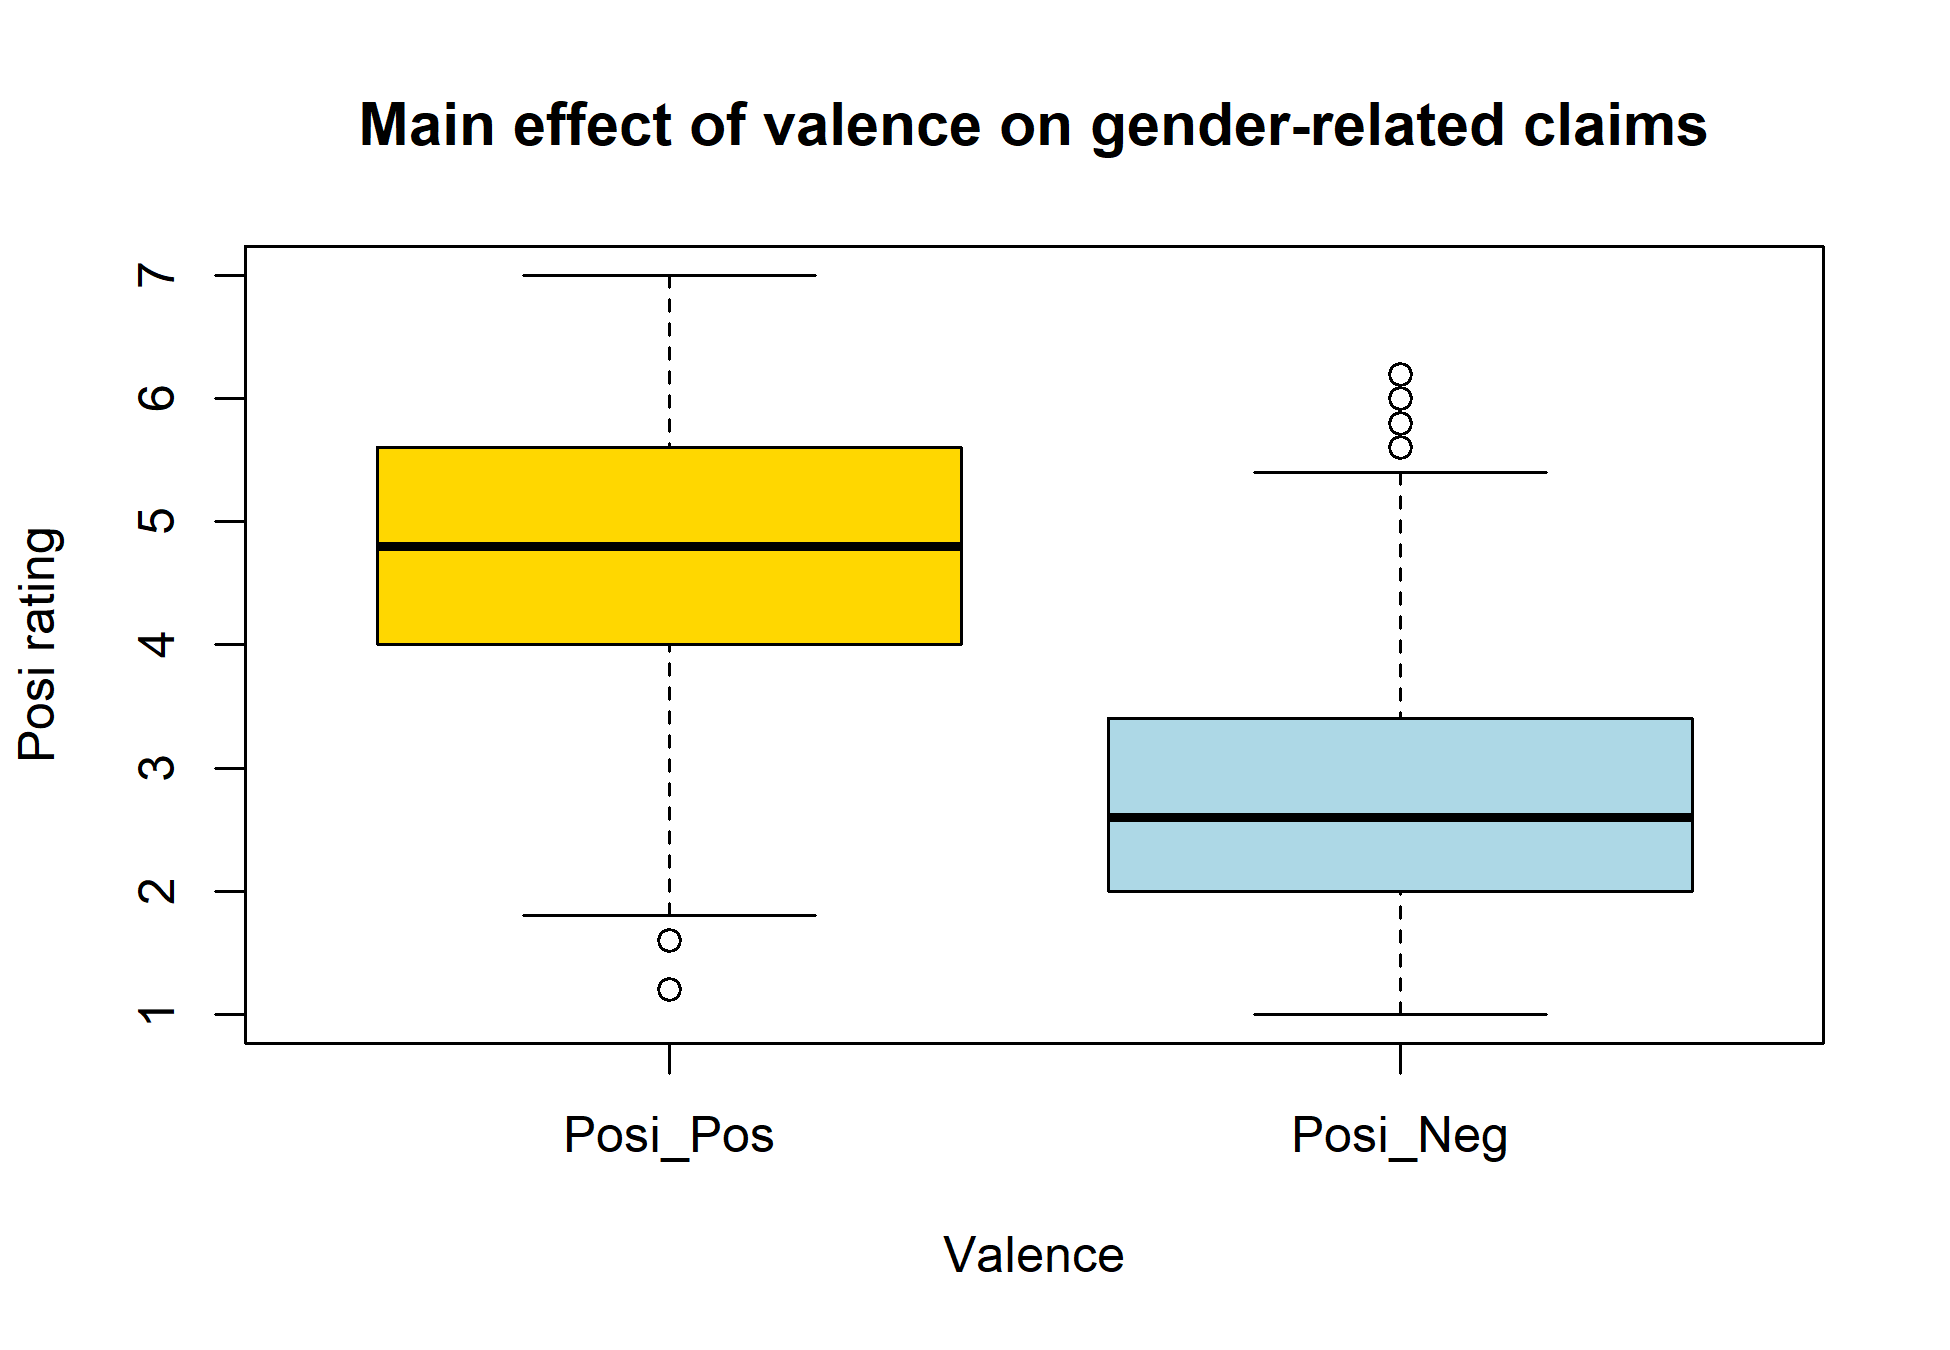 Main effect of valence on gender-related claims
Posi rating
7
6
5
4
3
2
1
Posi_Pos
Posi_Neg
Valence